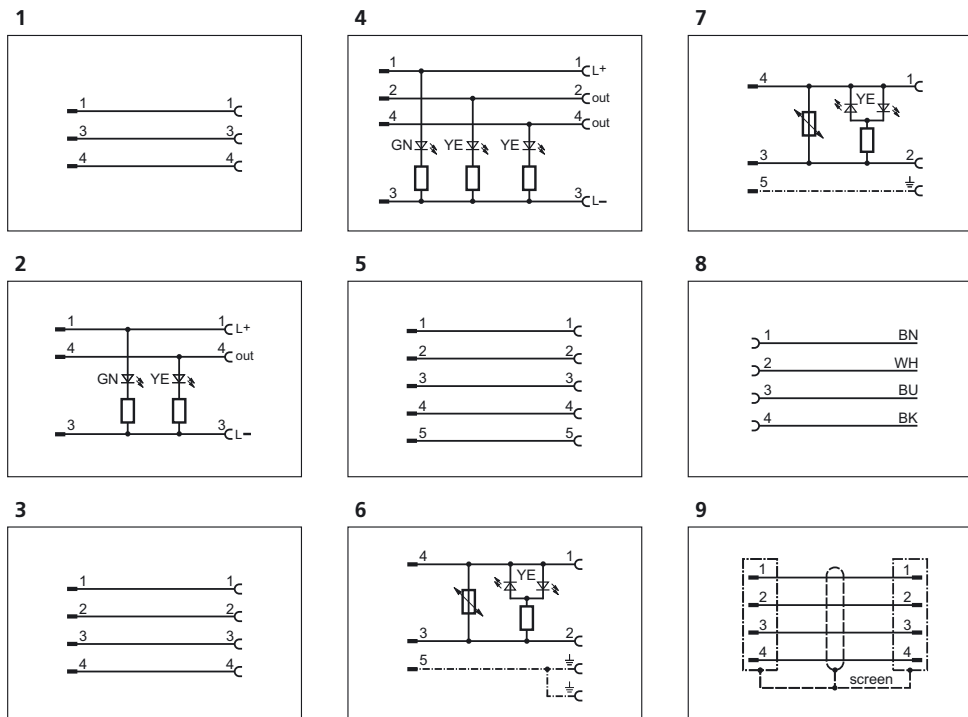 1
1 1
3 3
4 4
4
1 1 L+
2 2 out
4 4 out
GN YE YE
3 3 L–
7
4 YE 1
3 2
5
2
1 1 L+
4 4 out
GN YE
3 3 L–
5
1 1
2 2
3 3
4 4
5 5
8
1 BN
2 WH
3 BU
4 BK
3
1 1
2 2
3 3
4 4
6
4 1
YE
3 2
5
9
1 1
2 2
3 3
4 4
screen